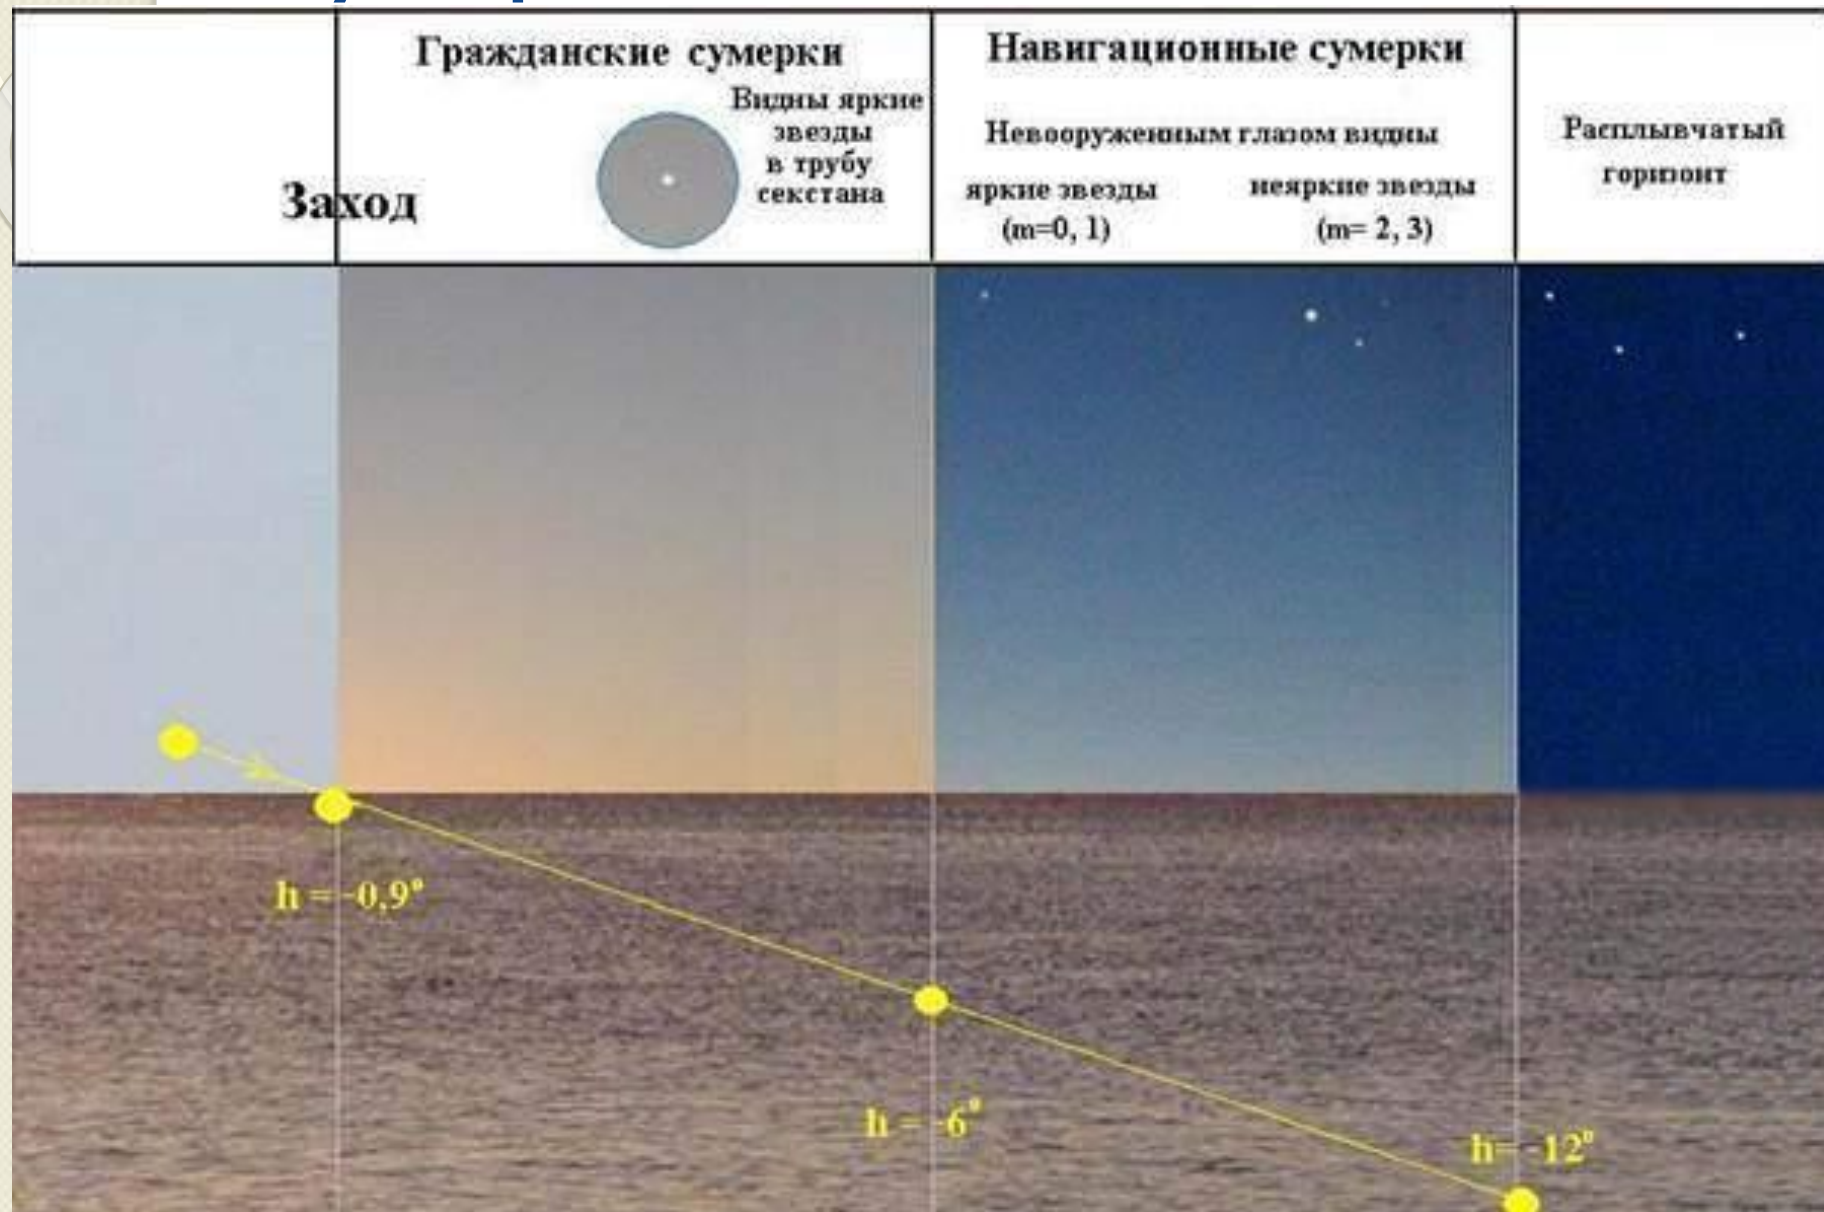 Гражданские сумерки
Видны яркие
звезды
в трубу
секстана
Заход
Навигационные сумерки
Невооруженным глазом видны
яркие звезды
(m=0, 1)
неяркие звезды
(m= 2, 3)
Расплывчатый
горизонт
h = -0,9°
h = -6°
h= -12°